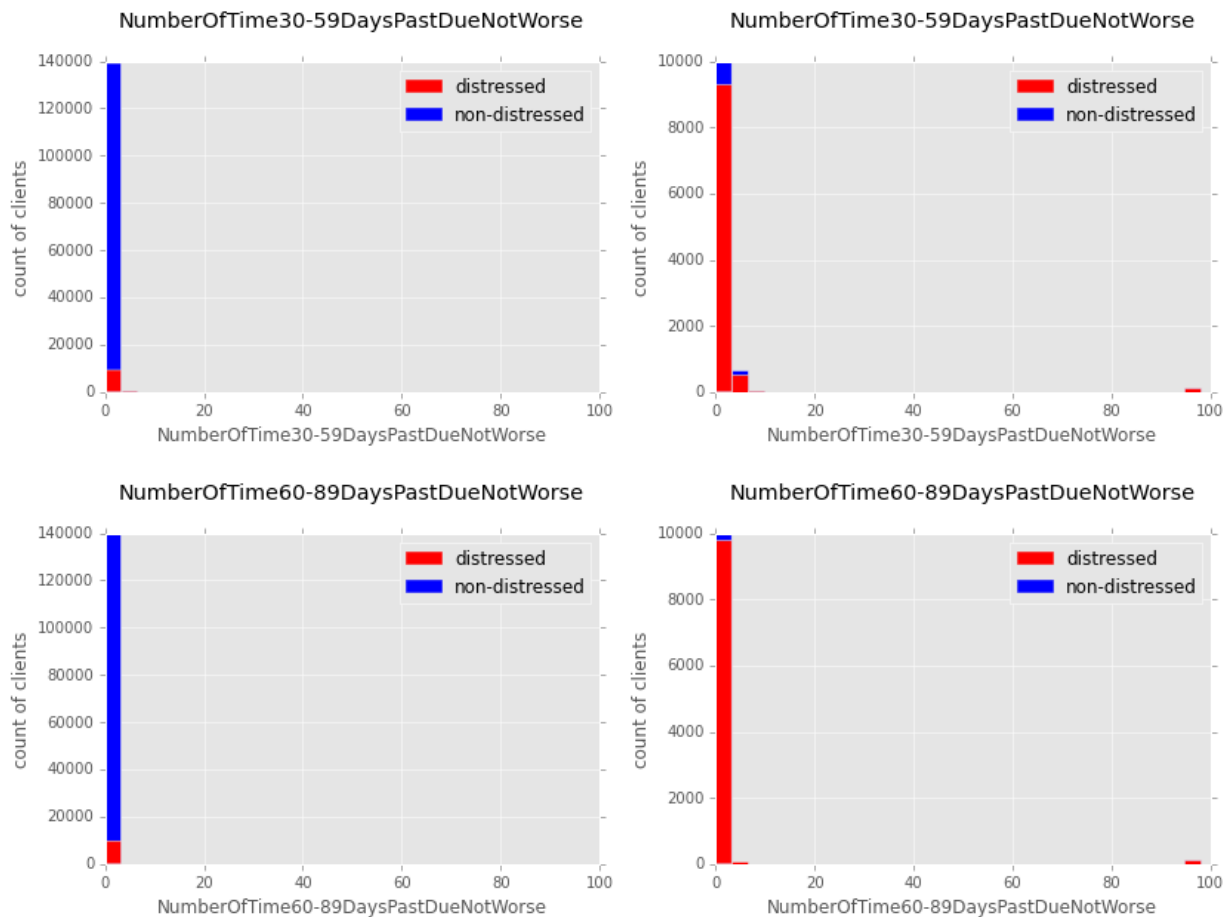 NumberOfTime30-59DaysPastDueNotWorse
140000
120000
100000
80000
60000
40000
20000
0
count of clients
distressed
non-distressed
0 20 40 60 80 100
NumberOfTime30-59DaysPastDueNotWorse
NumberOfTime30-59DaysPastDueNotWorse
10000
8000
6000
4000
2000
0
count of clients
distressed
non-distressed
0 20 40 60 80 100
NumberOfTime30-59DaysPastDueNotWorse
NumberOfTime60-89DaysPastDueNotWorse
140000
120000
100000
80000
60000
40000
20000
0
count of clients
distressed
non-distressed
0 20 40 60 80 100
NumberOfTime60-89DaysPastDueNotWorse
NumberOfTime60-89DaysPastDueNotWorse
10000
8000
6000
4000
2000
0
count of clients
distressed
non-distressed
0 20 40 60 80 100
NumberOfTime60-89DaysPastDueNotWorse